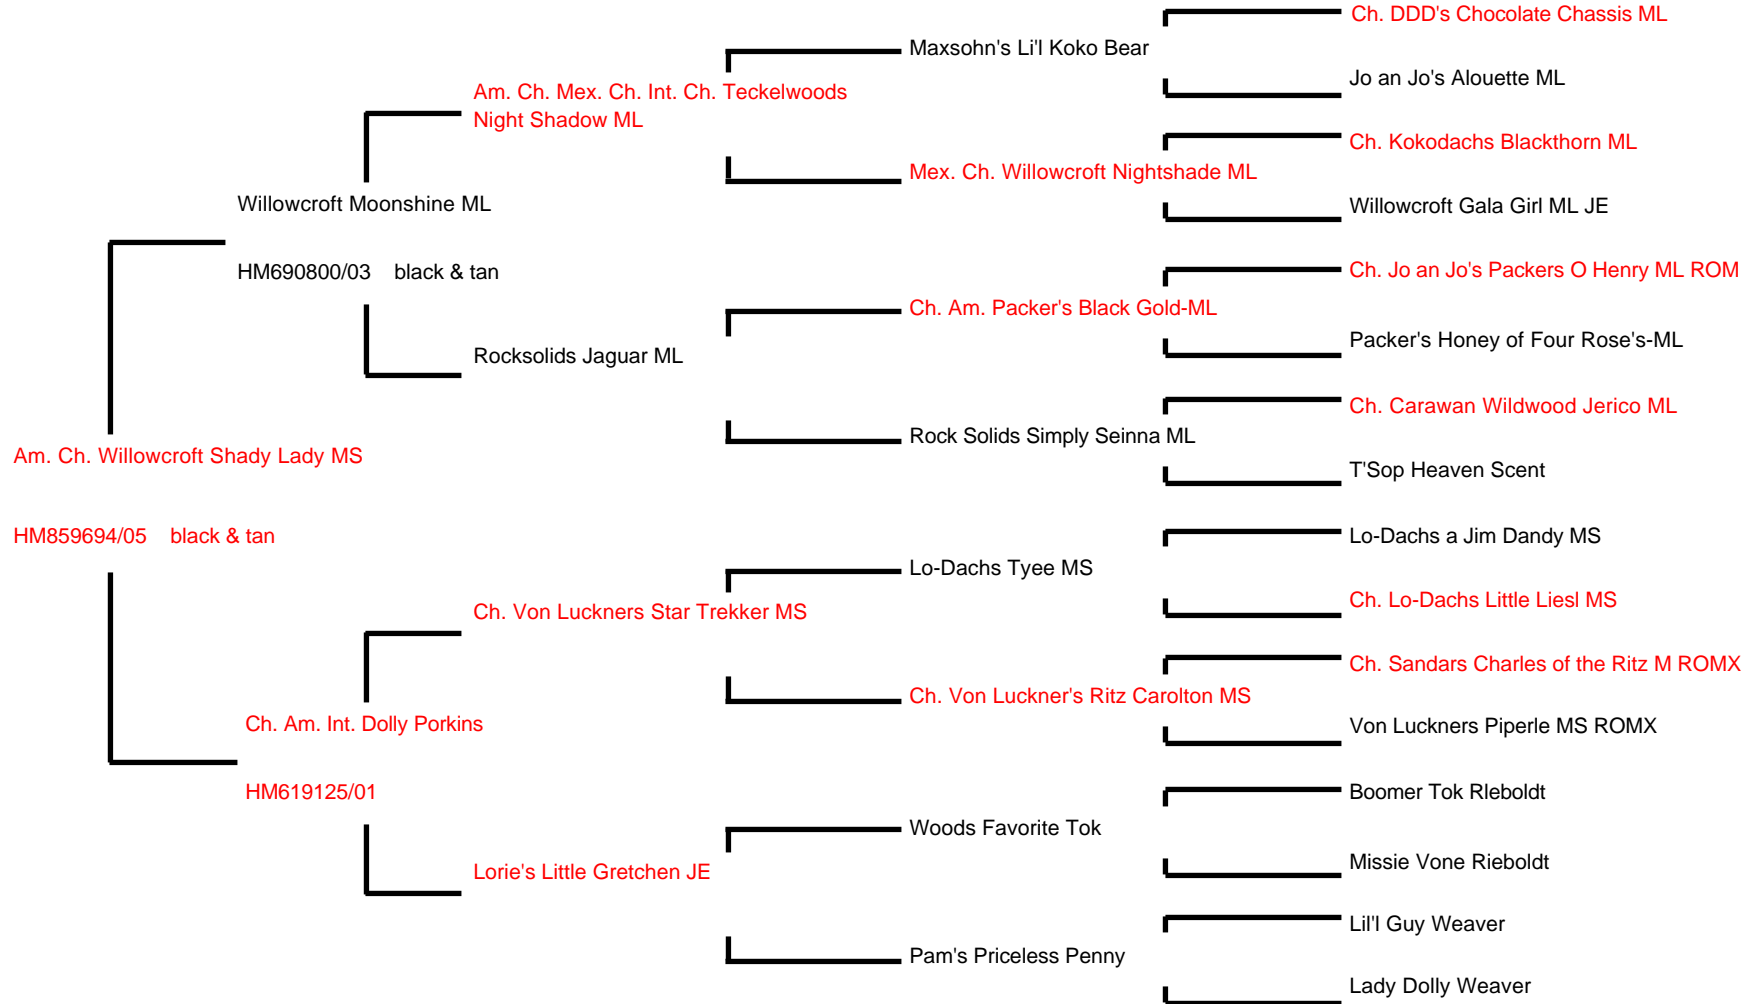 Ch. DDD's Chocolate Chassis ML
Maxsohn's Li'l Koko Bear
Jo an Jo's Alouette ML
Am. Ch. Mex. Ch. Int. Ch. Teckelwoods
Night Shadow ML
Ch. Kokodachs Blackthorn ML
Mex. Ch. Willowcroft Nightshade ML
Willowcroft Gala Girl ML JE
Willowcroft Moonshine ML
HM690800/03 black & tan
Ch. Jo an Jo's Packers O Henry ML ROM
Ch. Am. Packer's Black Gold-ML
Packer's Honey of Four Rose's-ML
Rocksolids Jaguar ML
Ch. Carawan Wildwood Jerico ML
Rock Solids Simply Seinna ML
T'Sop Heaven Scent
Am. Ch. Willowcroft Shady Lady MS
HM859694/05 black & tan
Lo-Dachs a Jim Dandy MS
Lo-Dachs Tyee MS
Ch. Lo-Dachs Little Liesl MS
Ch. Von Luckners Star Trekker MS
Ch. Sandars Charles of the Ritz M ROMX
Ch. Von Luckner's Ritz Carolton MS
Von Luckners Piperle MS ROMX
Ch. Am. Int. Dolly Porkins
HM619125/01
Boomer Tok Rleboldt
Woods Favorite Tok
Missie Vone Rieboldt
Lorie's Little Gretchen JE
Lil'l Guy Weaver
Pam's Priceless Penny
Lady Dolly Weaver